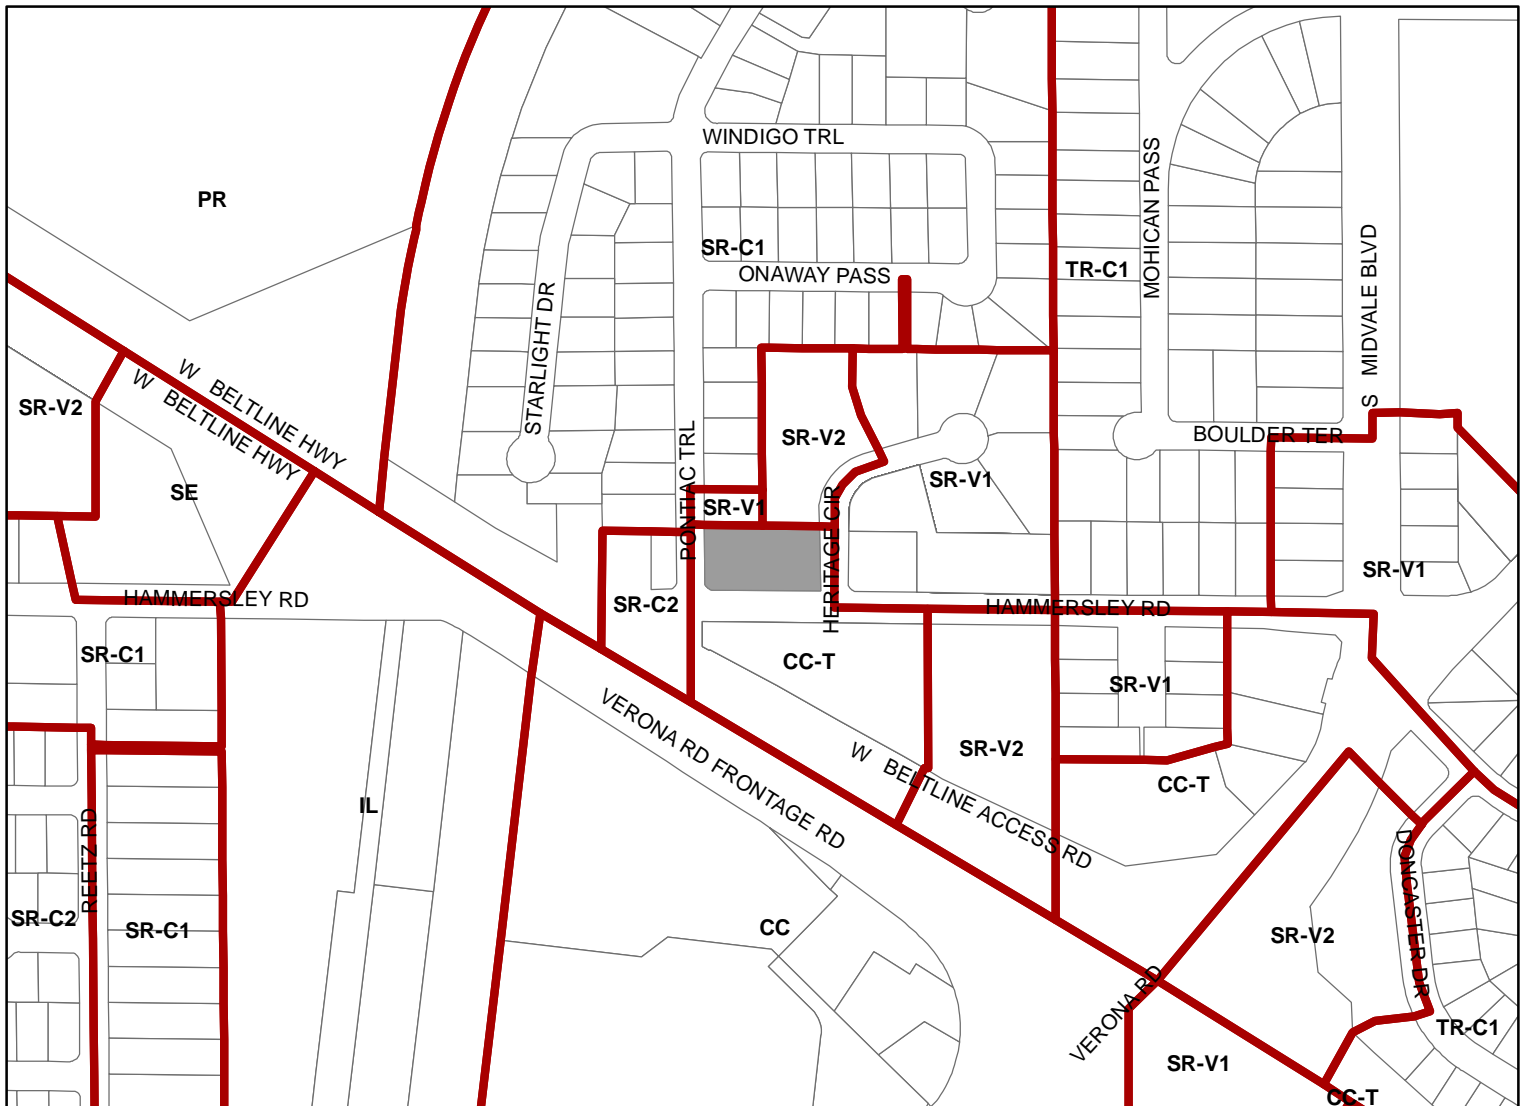 WINDIGO TRL
PR
MOHICAN PASS
SR-C1
S MIDVALE BLVD
TR-C1
ONAWAY PASS
STARLIGHT DR
W BELTLINE HWY
W BELTLINE HWY
SR-V2
SR-V2
BOULDER TER
PONTIAC TRL
SE
SR-V1
SR-V1
HERITAGE CIR
SR-V1
HAMMERSLEY RD
SR-C2
HAMMERSLEY RD
SR-C1
CC-T
SR-V1
VERONA RD FRONTAGE RD
SR-V2
W BELTLINE ACCESS RD
CC-T
IL
REETZ RD
DONCASTER DR
SR-C2
SR-C1
CC
SR-V2
VERONA RD
TR-C1
SR-V1
CC-T